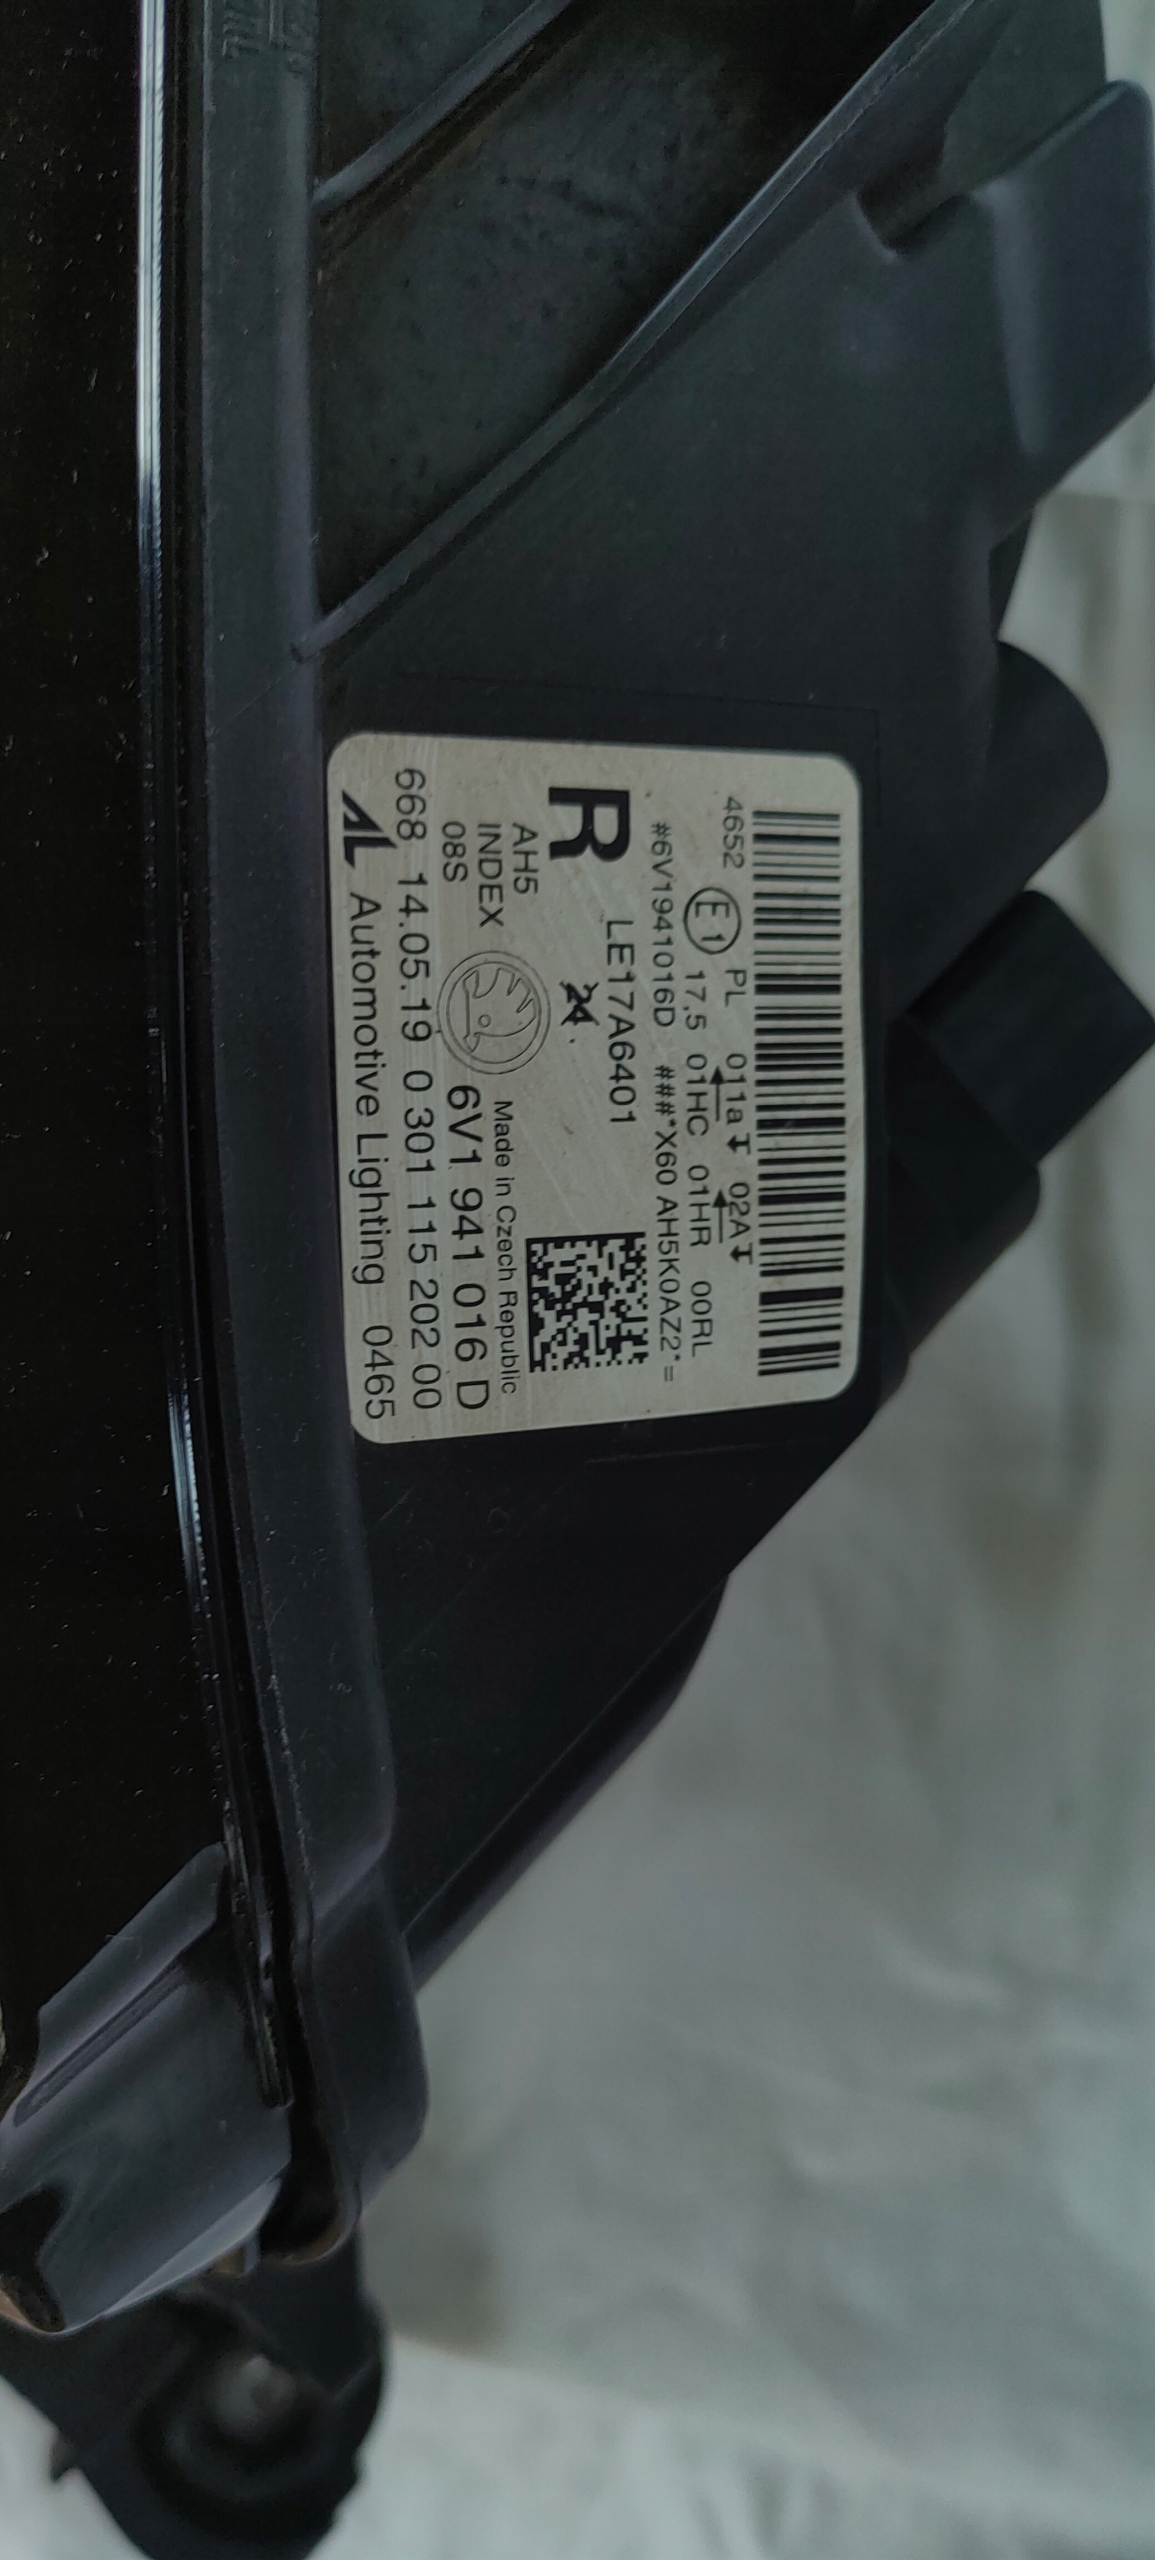 4652 E1 PL 011a 02A
17,5 01HC 01HR 00RL
#6V1941016D ###*X60 AH5K0AZ2*=
R LE17A6401
24.
AH5
INDEX
08S
Made in Czech Republic
6V1 941 016 D
668 14.05.19 0 301 115 202 00
AL Automotive Lighting 0465